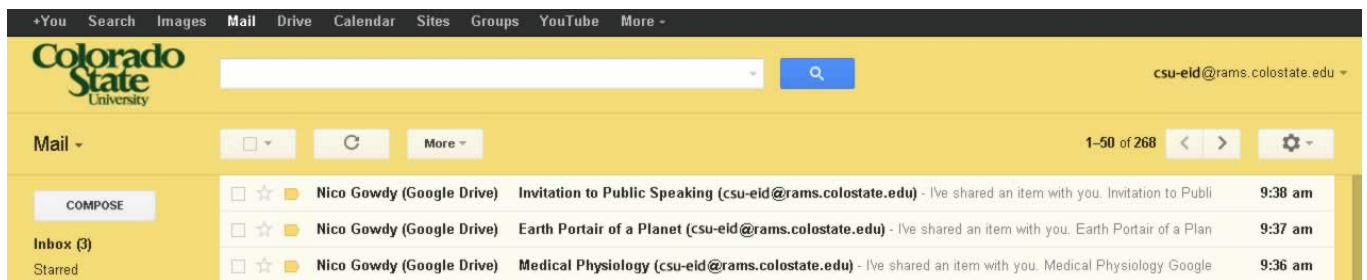 +You Search Images Mail Drive Calendar Sites Groups YouTube More
Colorado
State
University
csu-eid@rams.colostate.edu
Mail
More
1–50 of 268
COMPOSE
Nico Gowdy (Google Drive) Invitation to Public Speaking (csu-eid@rams.colostate.edu) - I've shared an item with you. Invitation to Publi 9:38 am
Inbox (3)
Nico Gowdy (Google Drive) Earth Portair of a Planet (csu-eid@rams.colostate.edu) - I've shared an item with you. Earth Portair of a Plan 9:37 am
Starred
Nico Gowdy (Google Drive) Medical Physiology (csu-eid@rams.colostate.edu) - I've shared an item with you. Medical Physiology Google 9:36 am